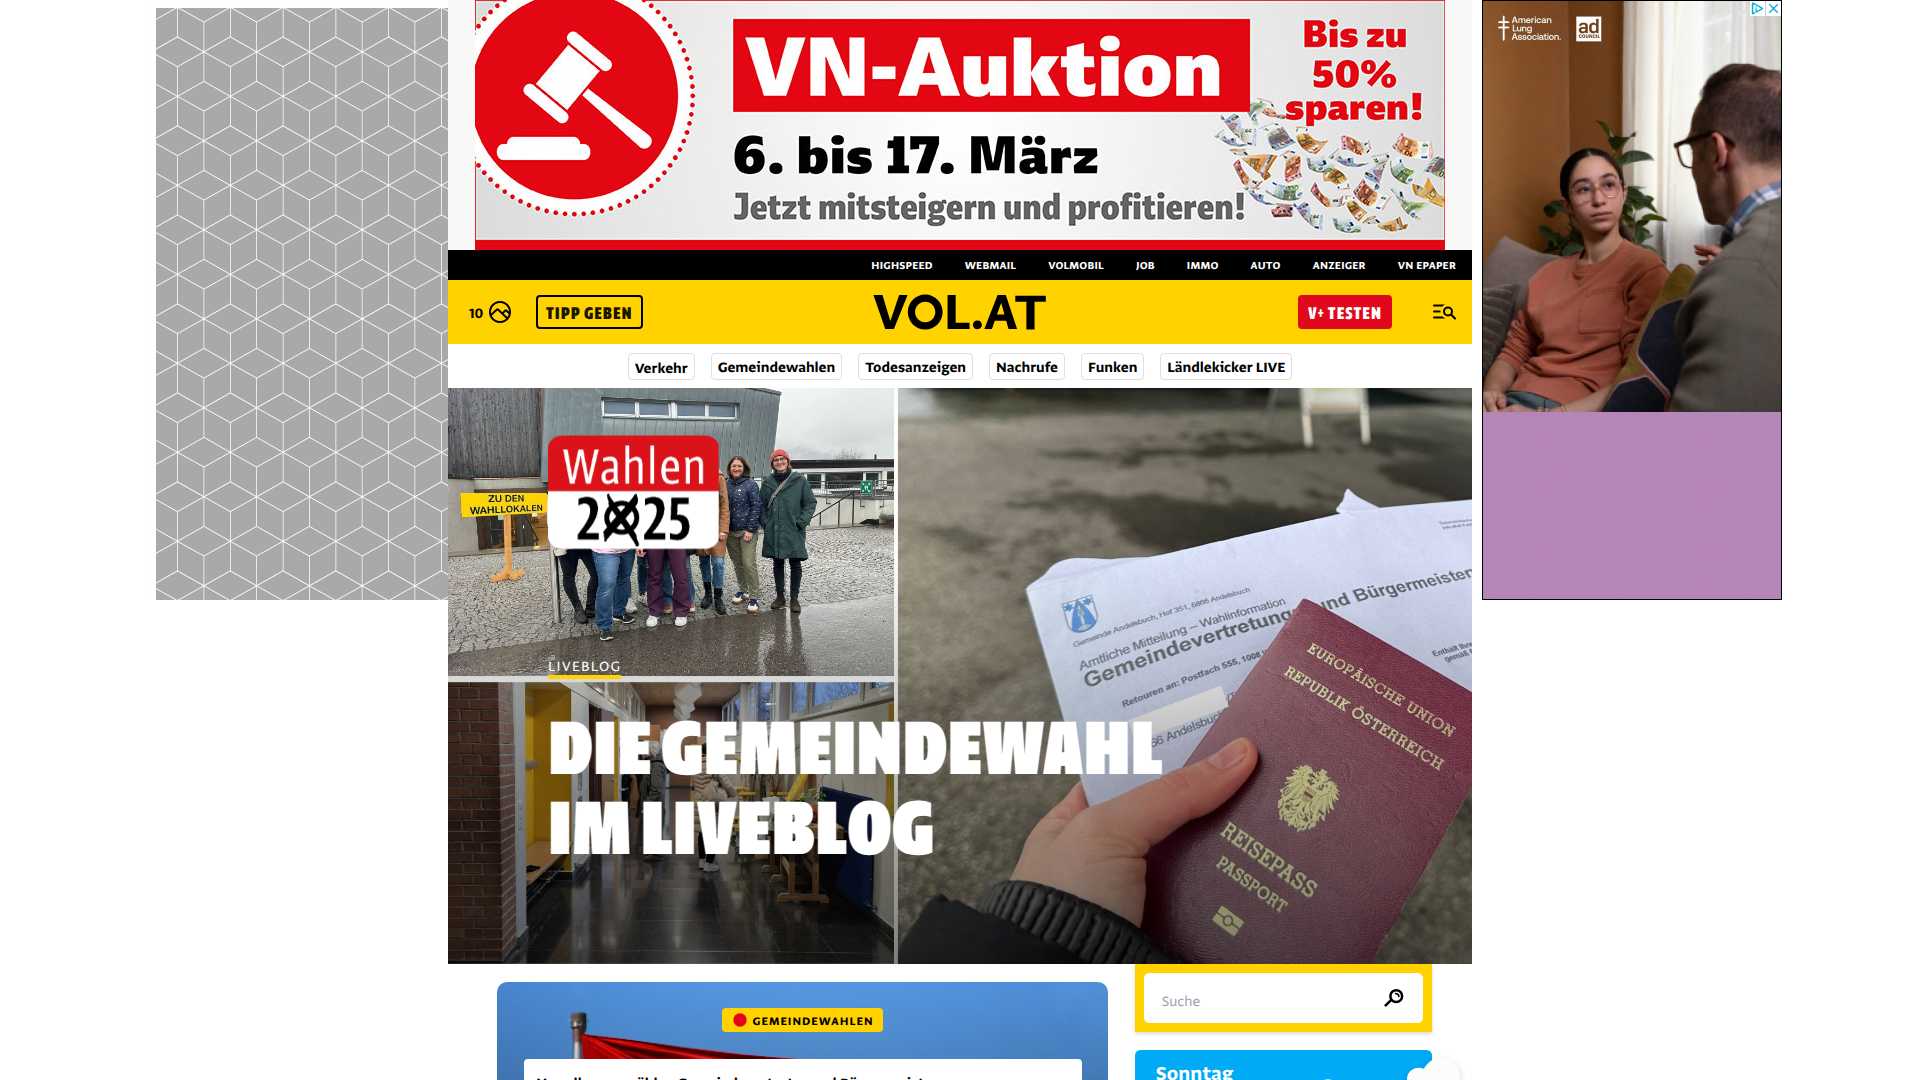 VN-Auktion
6. bis 17. März
Jetzt mitsteigern und profitieren!
Bis zu
50%
sparen!
American
Lung
Association.
ad
COUNCIL
HIGHSPEED WEBMAIL VOLMOBIL JOB IMMO AUTO ANZEIGER VN EPAPER
10
TIPP GEBEN
VOL.AT
V+ TESTEN
Verkehr Gemeindewahlen Todesanzeigen Nachrufe Funken Ländlekicker LIVE
Wahlen
2025
ZU DEN
WAHLLOKALEN
LIVEBLOG
DIE GEMEINDEWAHL
IM LIVEBLOG
Gemeinde Andelsbuch, Hof 351, 6866 Andelsbuch
Amtliche Mitteilung – Wahlinformation
Gemeindevertretungs und Bürgermeister
Retouren an: Postfach 555, 1008
Andelsbuc
EUROPÄISCHE UNION
REPUBLIK ÖSTERREICH
REISEPASS
PASSPORT
Suche
GEMEINDEWAHLEN
Sonntag